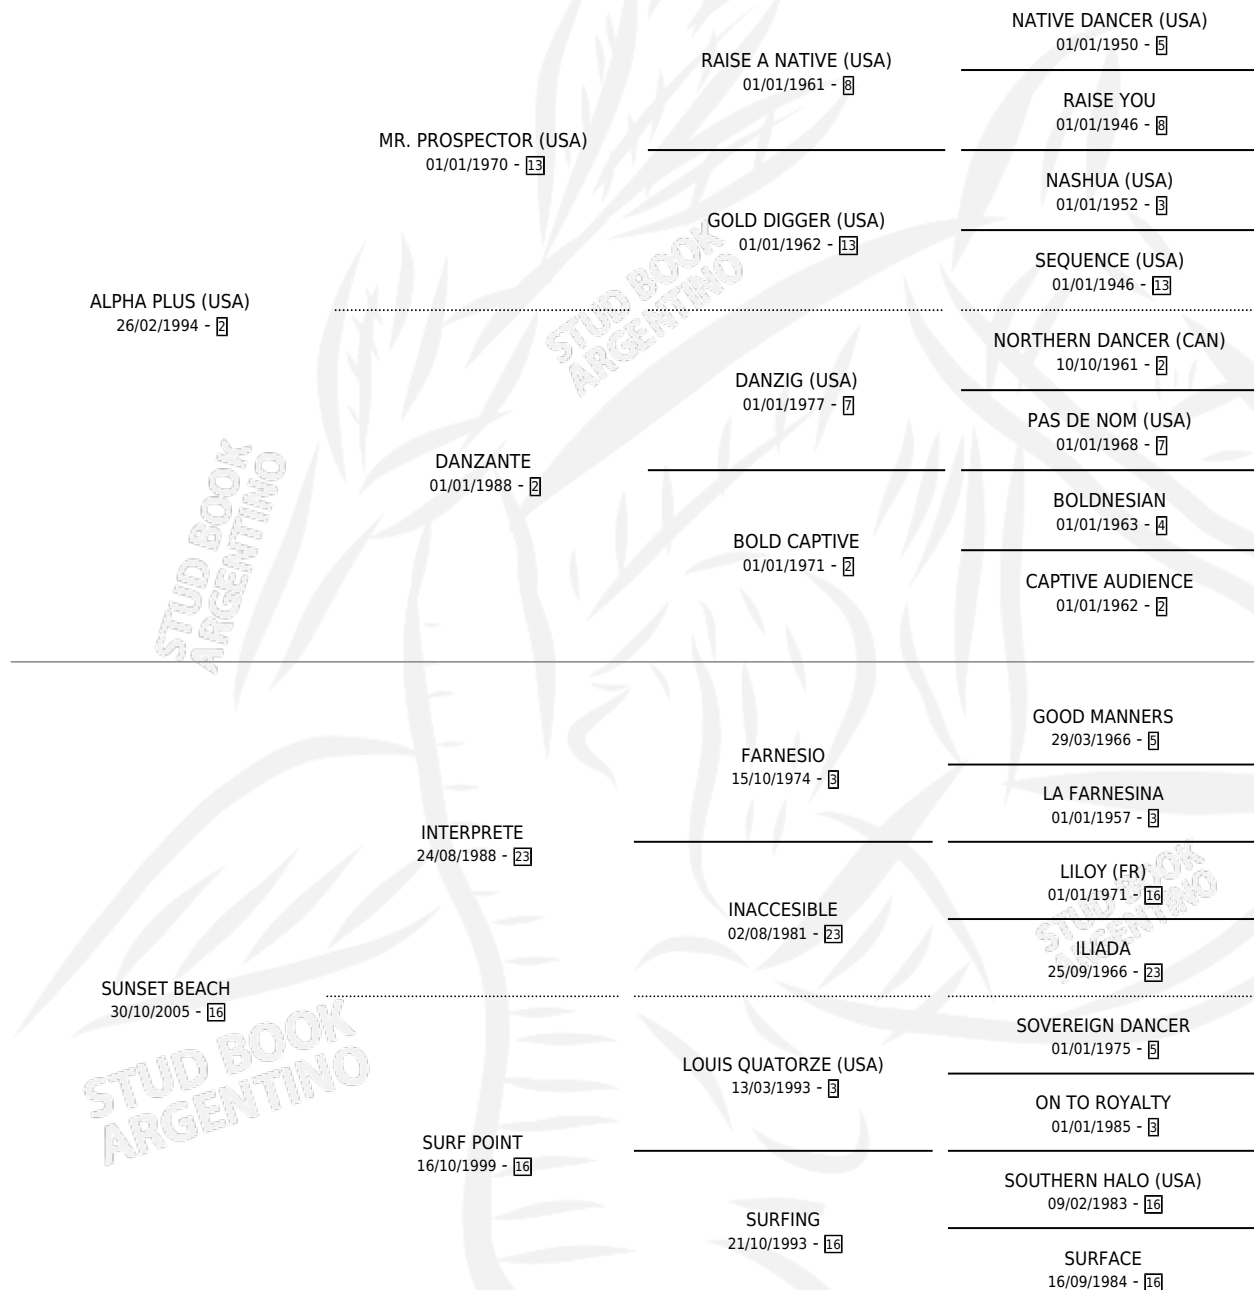 NATIVE DANCER (USA)
01/01/1950 - 5
RAISE A NATIVE (USA)
01/01/1961 - 8
RAISE YOU
01/01/1946 - 8
MR. PROSPECTOR (USA)
01/01/1970 - 13
NASHUA (USA)
01/01/1952 - 3
GOLD DIGGER (USA)
01/01/1962 - 13
SEQUENCE (USA)
01/01/1946 - 13
ALPHA PLUS (USA)
26/02/1994 - 2
NORTHERN DANCER (CAN)
10/10/1961 - 2
DANZIG (USA)
01/01/1977 - 7
PAS DE NOM (USA)
01/01/1968 - 7
DANZANTE
01/01/1988 - 2
BOLDNESIAN
01/01/1963 - 4
BOLD CAPTIVE
01/01/1971 - 2
CAPTIVE AUDIENCE
01/01/1962 - 2
GOOD MANNERS
29/03/1966 - 5
FARNESIO
15/10/1974 - 3
LA FARNESINA
01/01/1957 - 3
INTERPRETE
24/08/1988 - 23
LILOY (FR)
01/01/1971 - 16
INACCESIBLE
02/08/1981 - 23
ILIADA
25/09/1966 - 23
SUNSET BEACH
30/10/2005 - 16
SOVEREIGN DANCER
01/01/1975 - 5
LOUIS QUATORZE (USA)
13/03/1993 - 3
ON TO ROYALTY
01/01/1985 - 3
SURF POINT
16/10/1999 - 16
SOUTHERN HALO (USA)
09/02/1983 - 16
SURFING
21/10/1993 - 16
SURFACE
16/09/1984 - 16
STUD BOOK
ARGENTINO
STUD BOOK
ARGENTINO
STUD BOOK
ARGENTINO
STUD BOOK
ARGENTINO